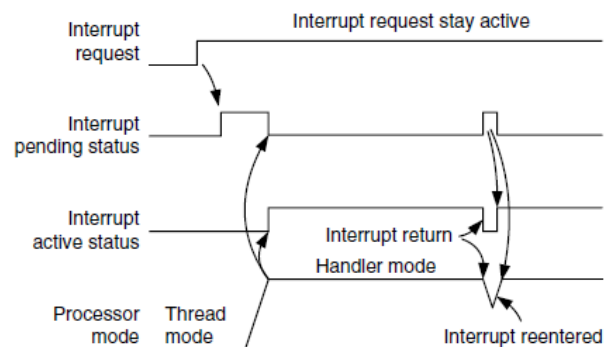 Interrupt request stay active
Interrupt
request
Interrupt
pending status
Interrupt
active status
Interrupt return
Handler mode
Processor
mode
Thread
mode
Interrupt reentered